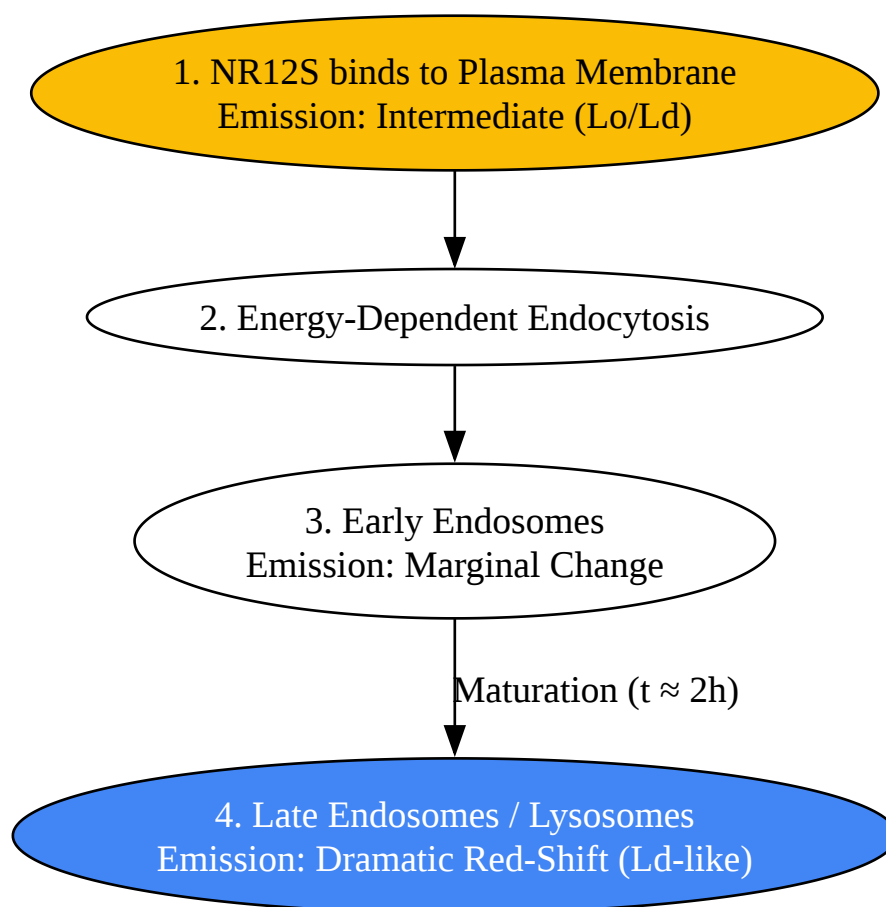 1. NR12S binds to Plasma Membrane
Emission: Intermediate (Lo/Ld)
2. Energy-Dependent Endocytosis
3. Early Endosomes
Emission: Marginal Change
Maturation (t ≈ 2h)
4. Late Endosomes / Lysosomes
Emission: Dramatic Red-Shift (Ld-like)